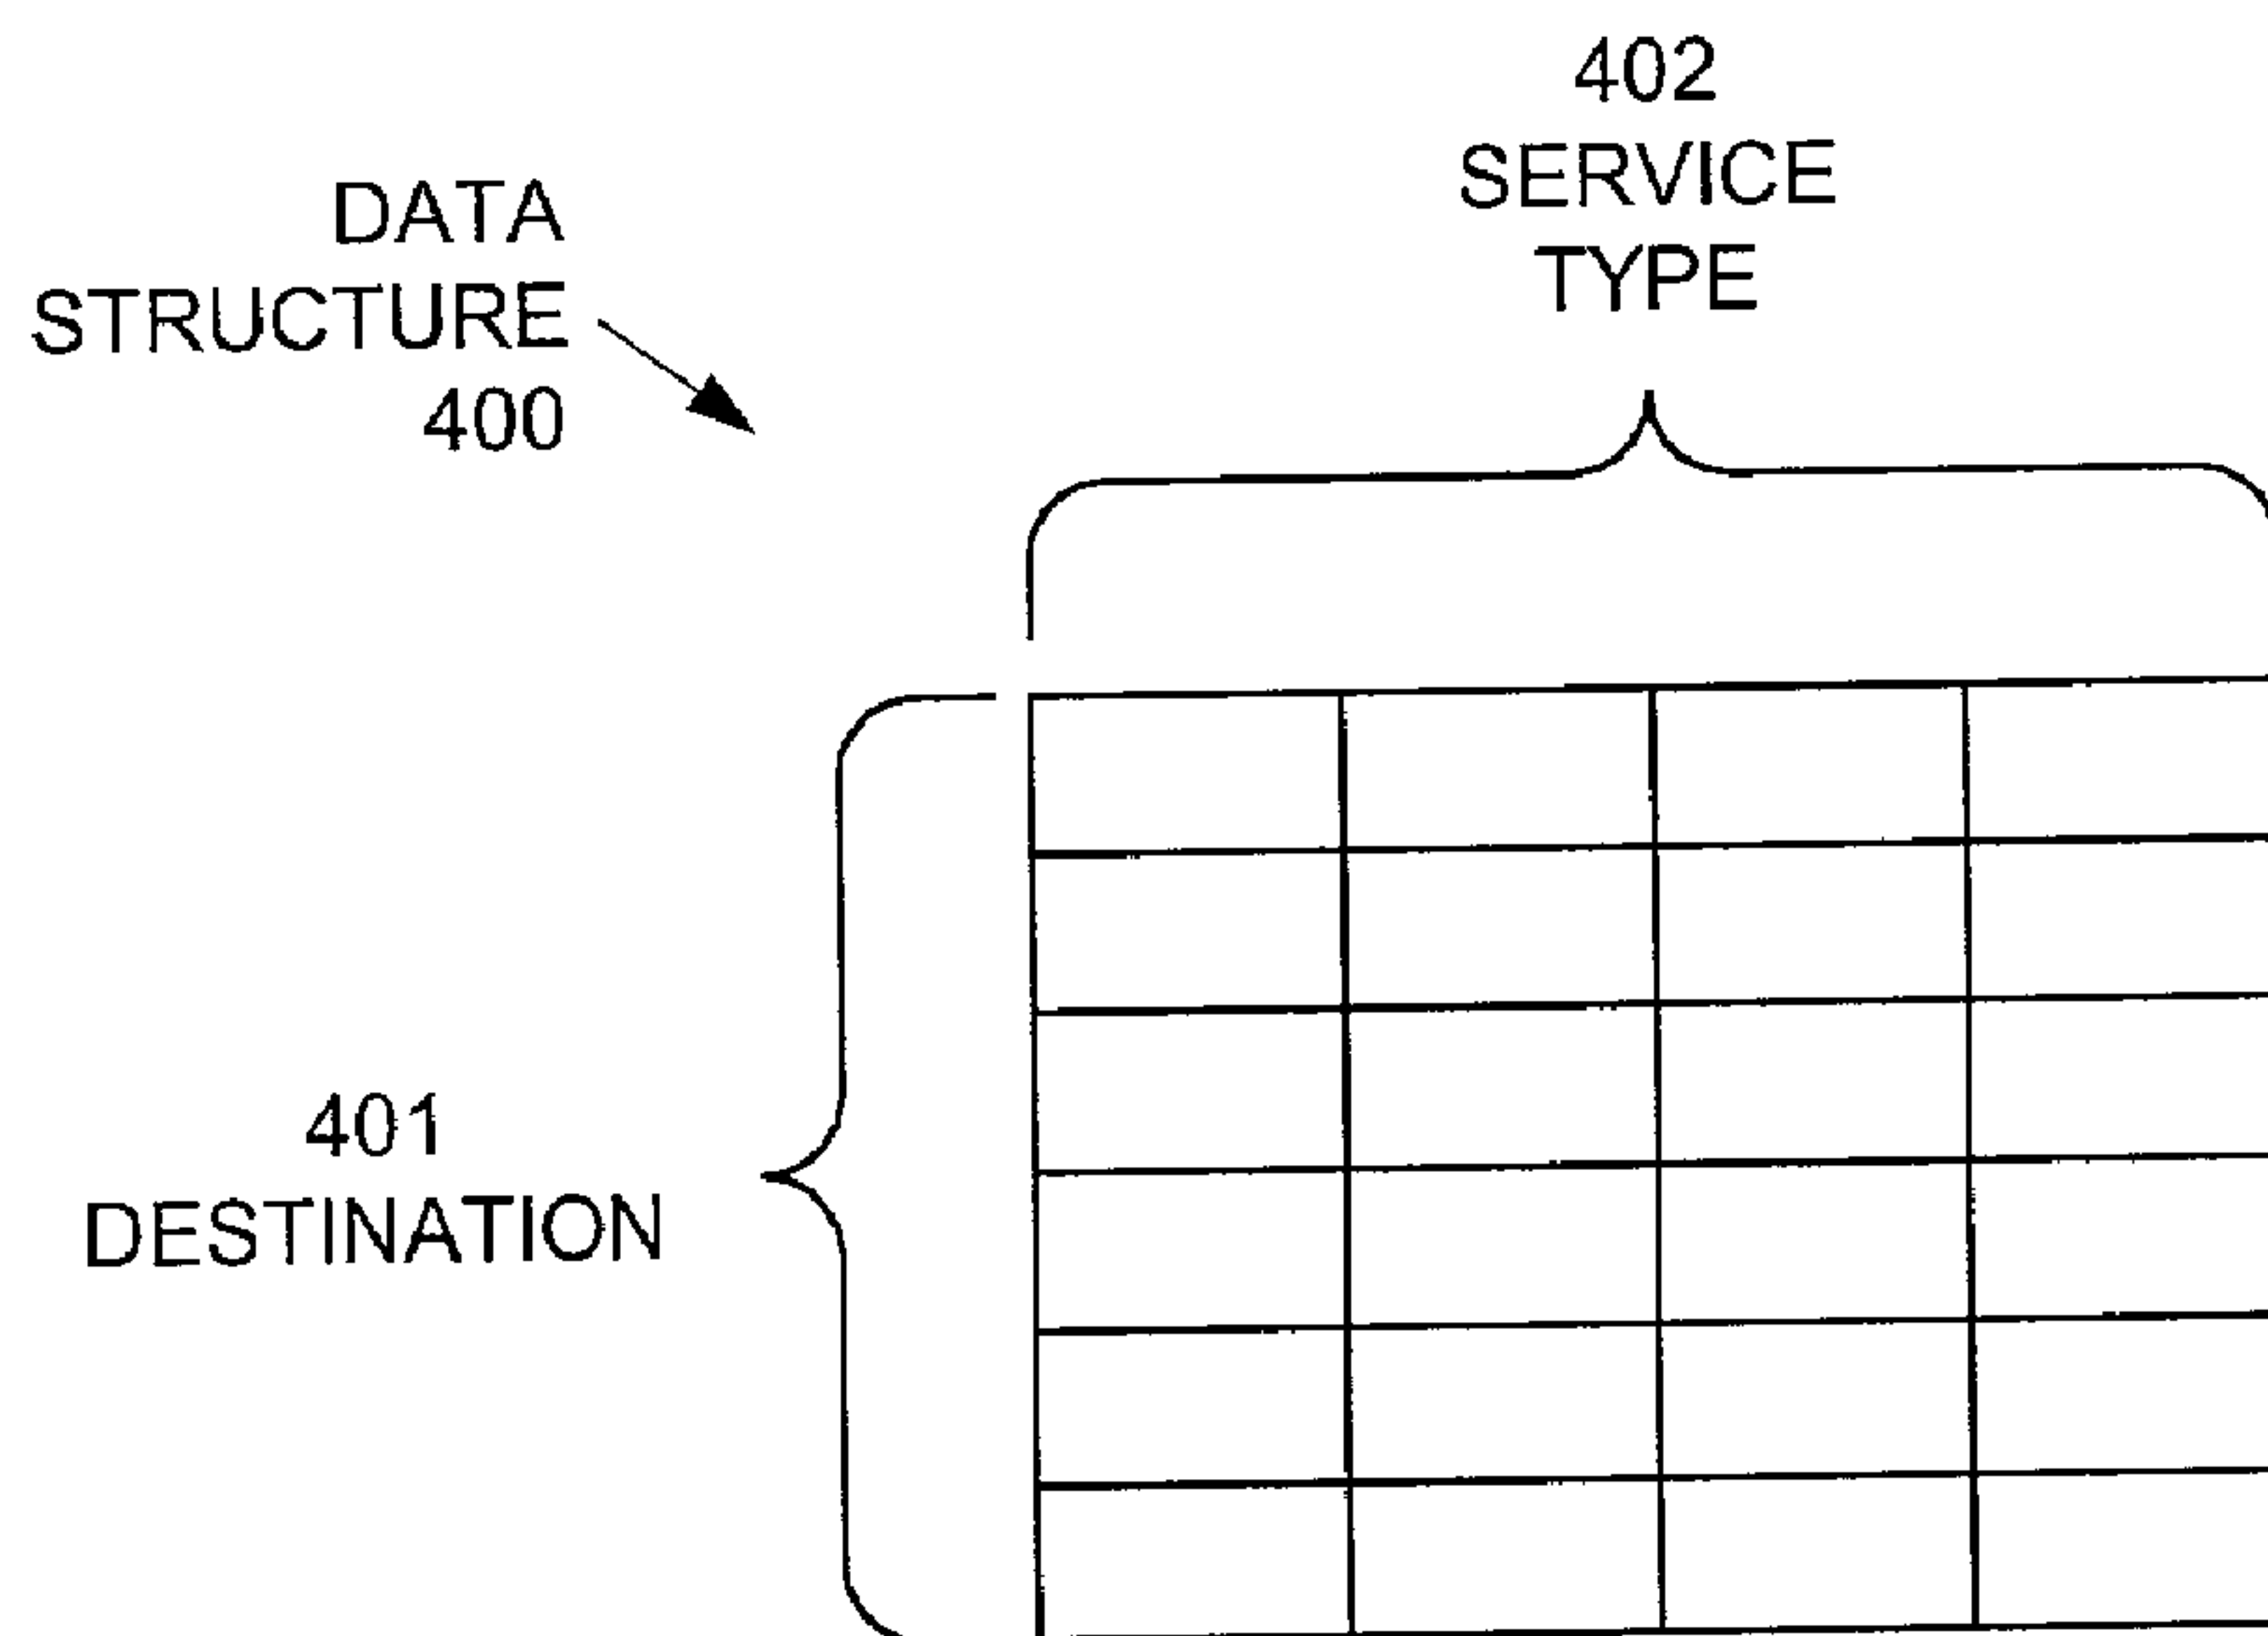 402
SERVICE
TYPE
DATA
STRUCTURE
400
401
DESTINATION